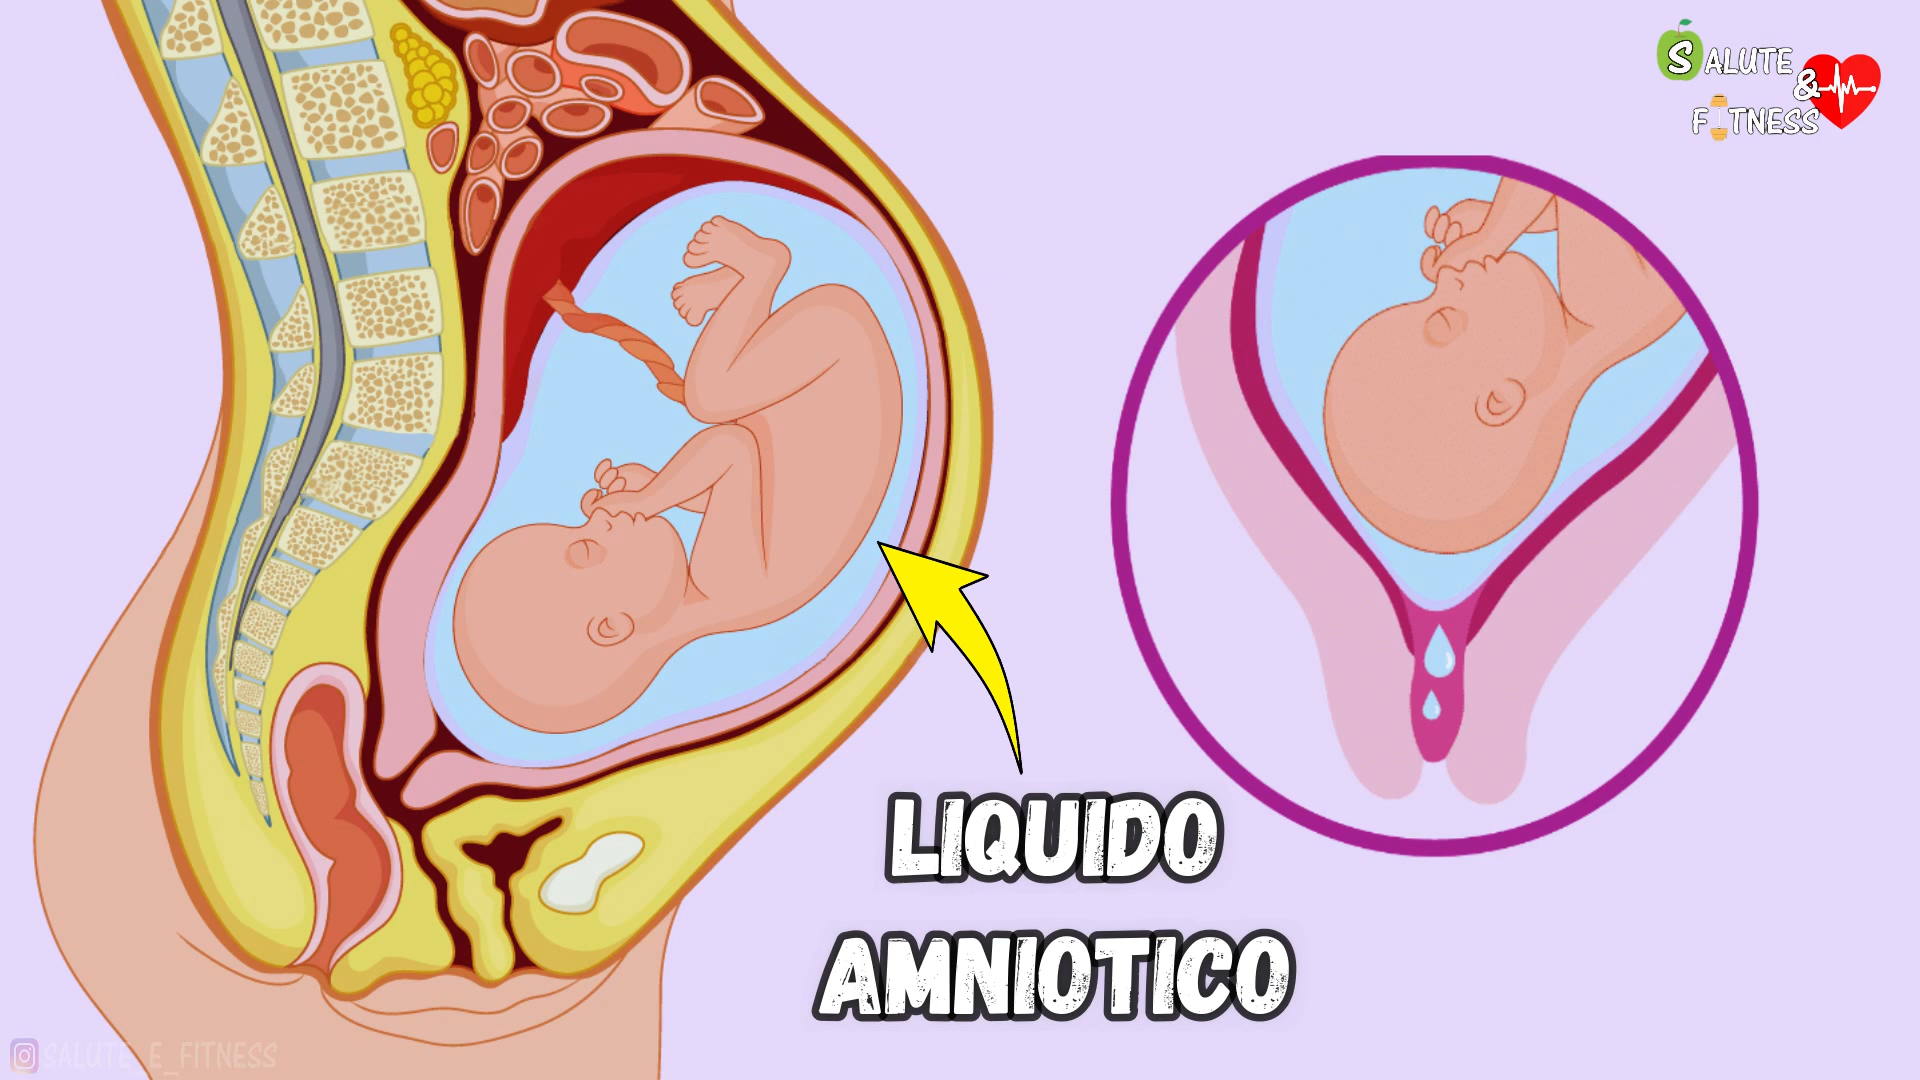 SALUTE
&
FITNESS
LIQUIDO
AMNIOTICO
SALUTE_E_FITNESS